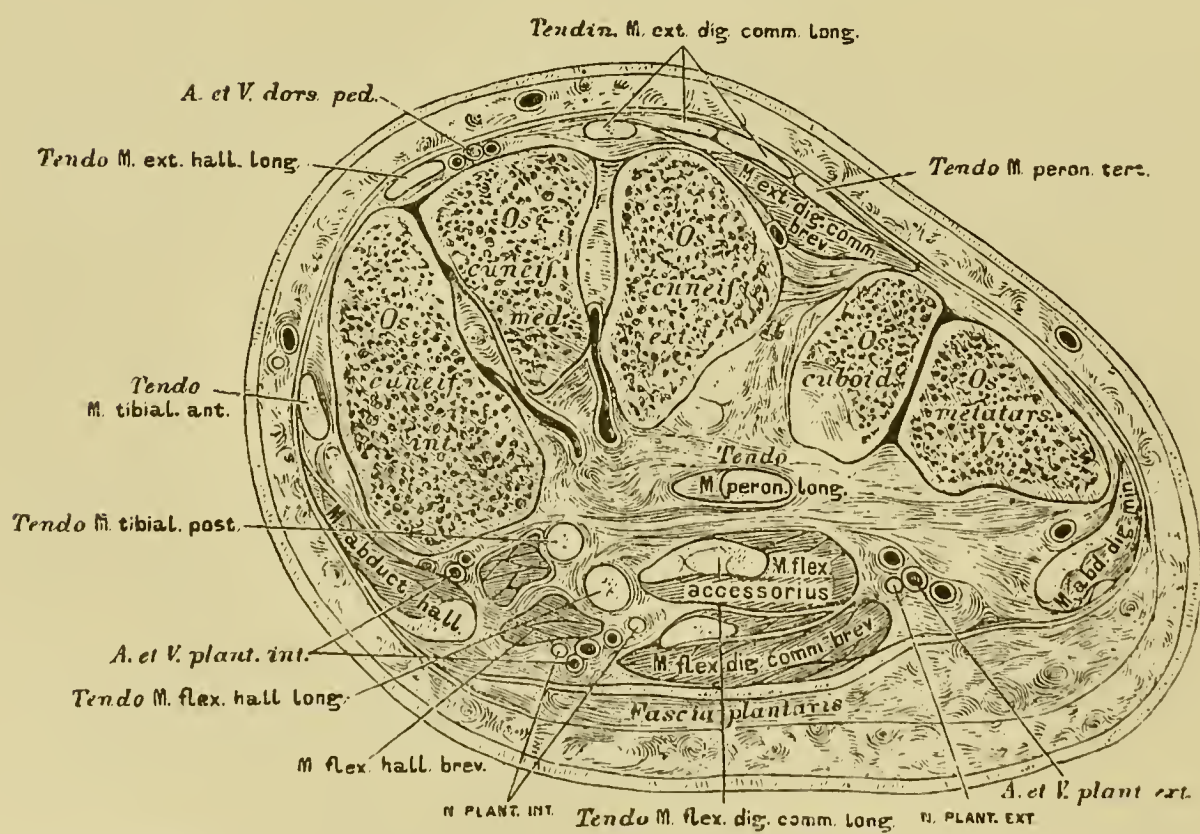 Tendin. M. ext. dig. comm. long.
A. et V. dors. ped.
Tendo M. ext. hall. long.
Tendo M. peron. tert.
M. ext. dig. comm.
brev.
Os
cuneif.
med.
Os
cuneif.
ext.
Os
cuneif.
int.
Os
cuboid.
Os
metatars.
V.
Tendo
M. tibial. ant.
Tendo
M. peron. long.
Tendo M. tibial. post.
M. abduct. hall.
M. flex.
accessorius
M. abd. dig. min.
M. flex. dig. comm. brev.
A. et V. plant. int.
Tendo M. flex. hall long.
Fascia plantaris
M. flex. hall. brev.
A. et V. plant ext.
N. PLANT. INT.
Tendo M. flex. dig. comm. long.
N. PLANT. EXT.